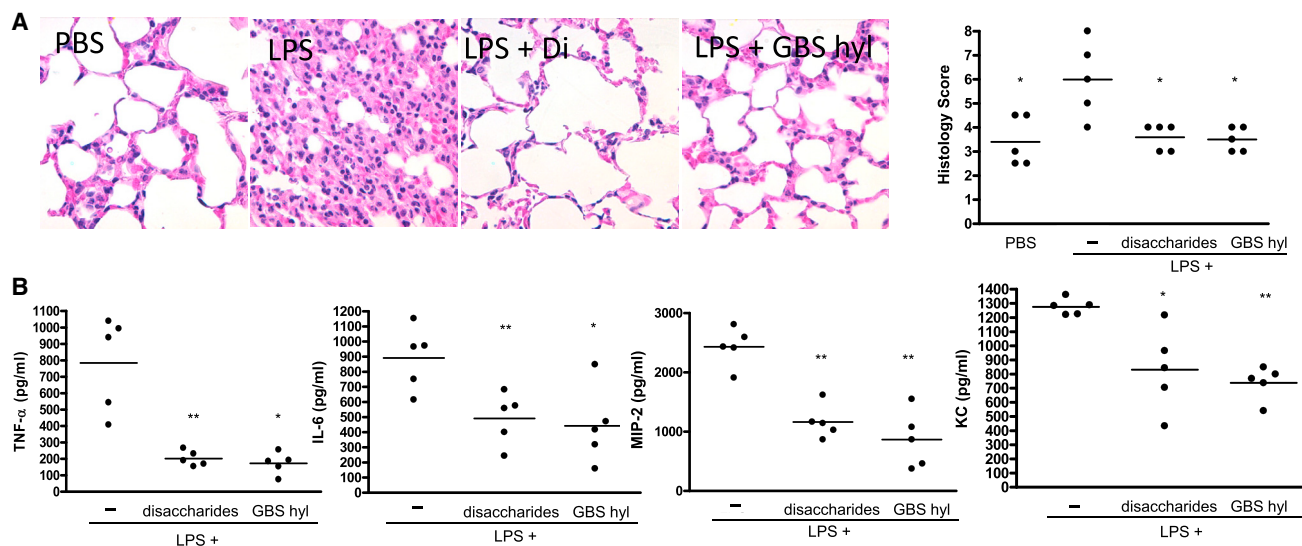 A
PBS
LPS
LPS + Di
LPS + GBS hyl
Histology Score
8
7
6
5
4
3
2
1
0
*
*
*
PBS
–
disaccharides
GBS hyl
LPS +
B
TNF-α (pg/ml)
1100
1000
900
800
700
600
500
400
300
200
100
0
**
*
–
disaccharides
GBS hyl
LPS +
IL-6 (pg/ml)
1200
1100
1000
900
800
700
600
500
400
300
200
100
0
**
*
–
disaccharides
GBS hyl
LPS +
MIP-2 (pg/ml)
3000
2000
1000
0
**
**
–
disaccharides
GBS hyl
LPS +
KC (pg/ml)
1400
1300
1200
1100
1000
900
800
700
600
500
400
300
200
100
0
*
**
–
disaccharides
GBS hyl
LPS +